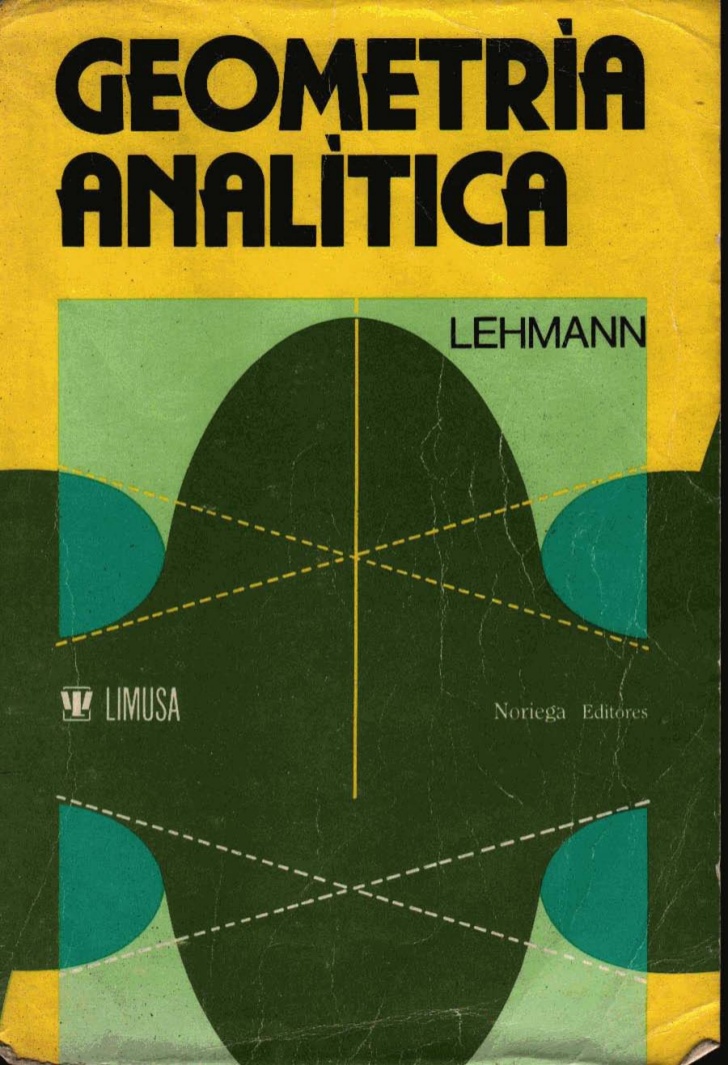 GEOMETRÌA
ANALÌTICA
LEHMANN
LIMUSA
Noriega Editores